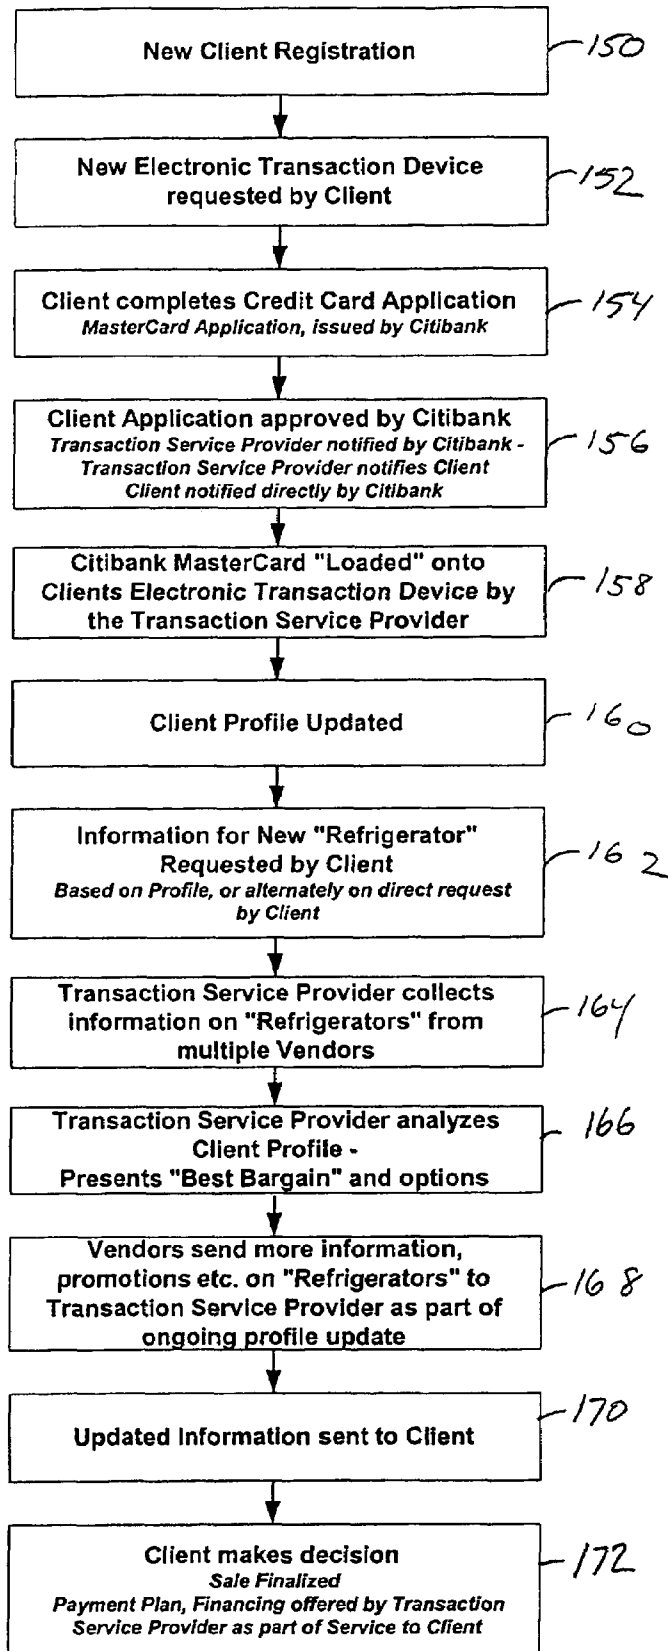 New Client Registration
150
New Electronic Transaction Device
requested by Client
152
Client completes Credit Card Application
MasterCard Application, issued by Citibank
154
Client Application approved by Citibank
Transaction Service Provider notified by Citibank -
Transaction Service Provider notifies Client
Client notified directly by Citibank
156
Citibank MasterCard "Loaded" onto
Clients Electronic Transaction Device by
the Transaction Service Provider
158
Client Profile Updated
160
Information for New "Refrigerator"
Requested by Client
Based on Profile, or alternately on direct request
by Client
162
Transaction Service Provider collects
information on "Refrigerators" from
multiple Vendors
164
Transaction Service Provider analyzes
Client Profile -
Presents "Best Bargain" and options
166
Vendors send more information,
promotions etc. on "Refrigerators" to
Transaction Service Provider as part of
ongoing profile update
168
Updated Information sent to Client
170
Client makes decision
Sale Finalized
Payment Plan, Financing offered by Transaction
Service Provider as part of Service to Client
172